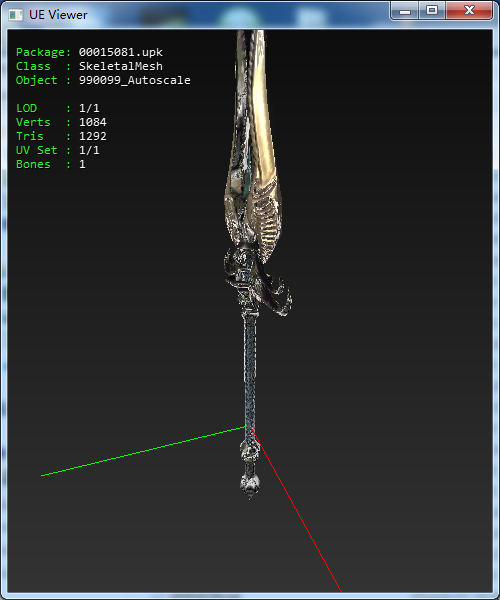 UE Viewer
Package: 00015081.upk
Class : SkeletalMesh
Object : 990099_Autoscale
LOD : 1/1
Verts : 1084
Tris : 1292
UV Set : 1/1
Bones : 1